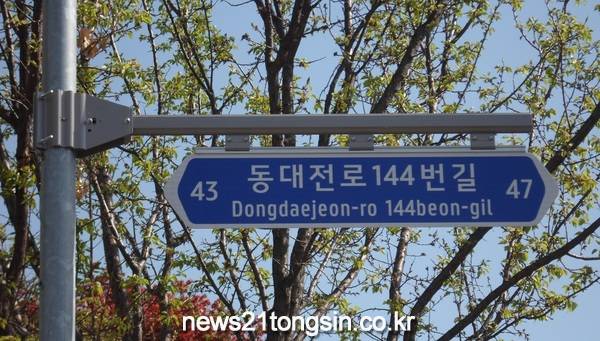 43 동대전로144번길 47
Dongdaejeon-ro 144beon-gil
news21tongsin.co.kr